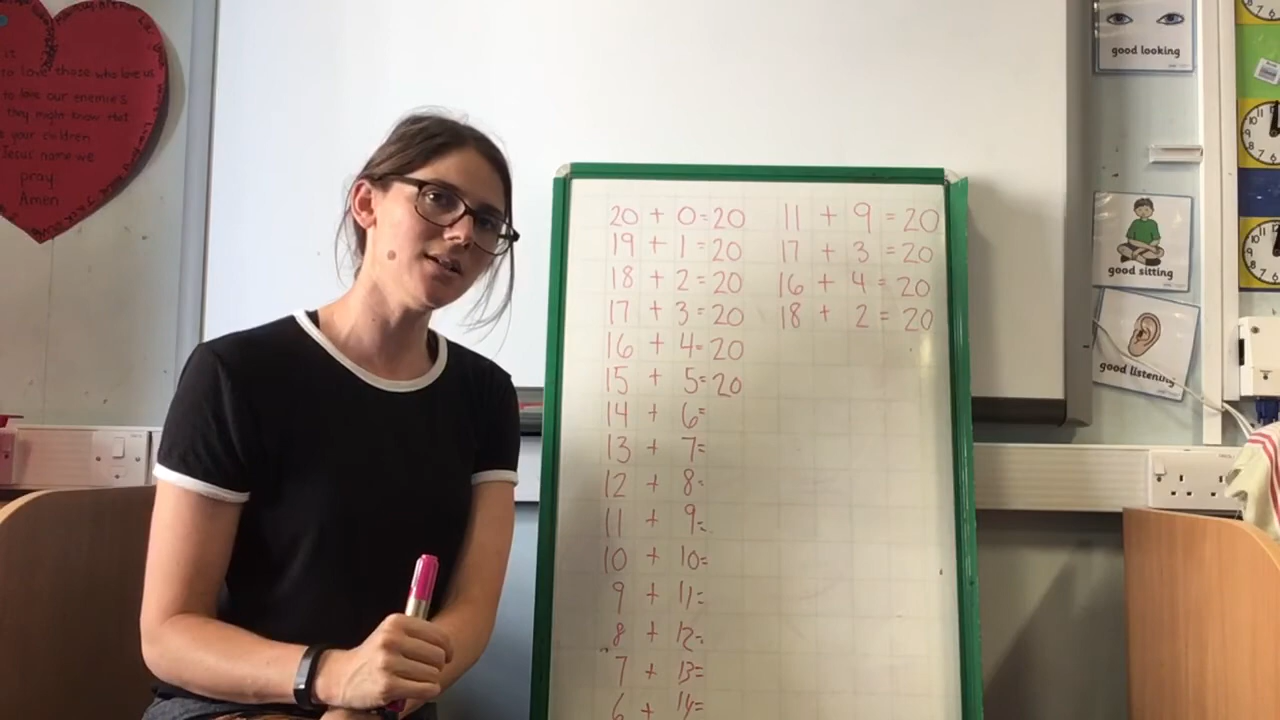 it
to love those who love us
to love our enemie's
they might know that
your children
Jesus name we
pray
Amen
20 + 0 = 20
19 + 1 = 20
18 + 2 = 20
17 + 3 = 20
16 + 4 = 20
15 + 5 = 20
14 + 6 =
13 + 7 =
12 + 8 =
11 + 9 =
10 + 10 =
9 + 11 =
8 + 12 =
7 + 13 =
6 + 14 =
11 + 9 = 20
17 + 3 = 20
16 + 4 = 20
18 + 2 = 20
good looking
good sitting
good listening